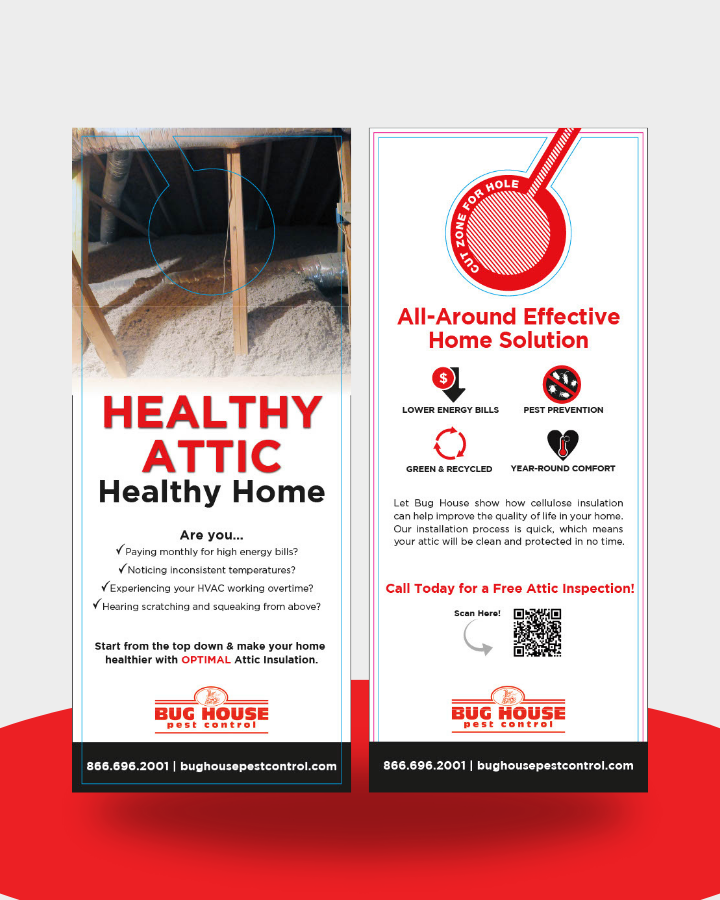 HEALTHY
ATTIC
Healthy Home
Are you...
Paying monthly for high energy bills?
Noticing inconsistent temperatures?
Experiencing your HVAC working overtime?
Hearing scratching and squeaking from above?
Start from the top down & make your home
healthier with OPTIMAL Attic Insulation.
BUG HOUSE
pest control
866.696.2001 | bughousepestcontrol.com
CUT ZONE FOR HOLE
All-Around Effective
Home Solution
$
LOWER ENERGY BILLS
PEST PREVENTION
GREEN & RECYCLED
YEAR-ROUND COMFORT
Let Bug House show how cellulose insulation
can help improve the quality of life in your home.
Our installation process is quick, which means
your attic will be clean and protected in no time.
Call Today for a Free Attic Inspection!
Scan Here!
BUG HOUSE
pest control
866.696.2001 | bughousepestcontrol.com